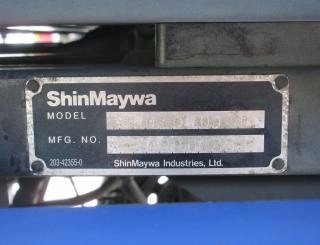 ShinMaywa
MODEL
MFG. NO.
203-42355-0
ShinMaywa Industries, Ltd.